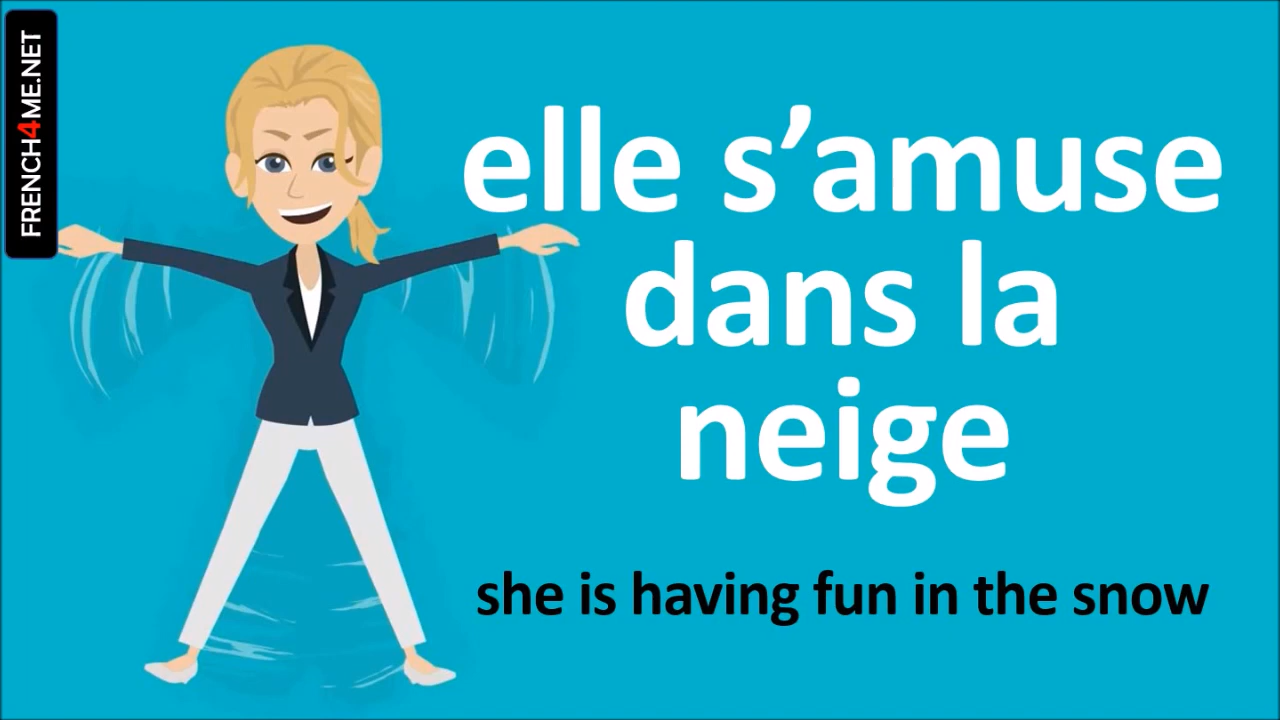 FRENCH4ME.NET
elle s’amuse
dans la
neige
she is having fun in the snow